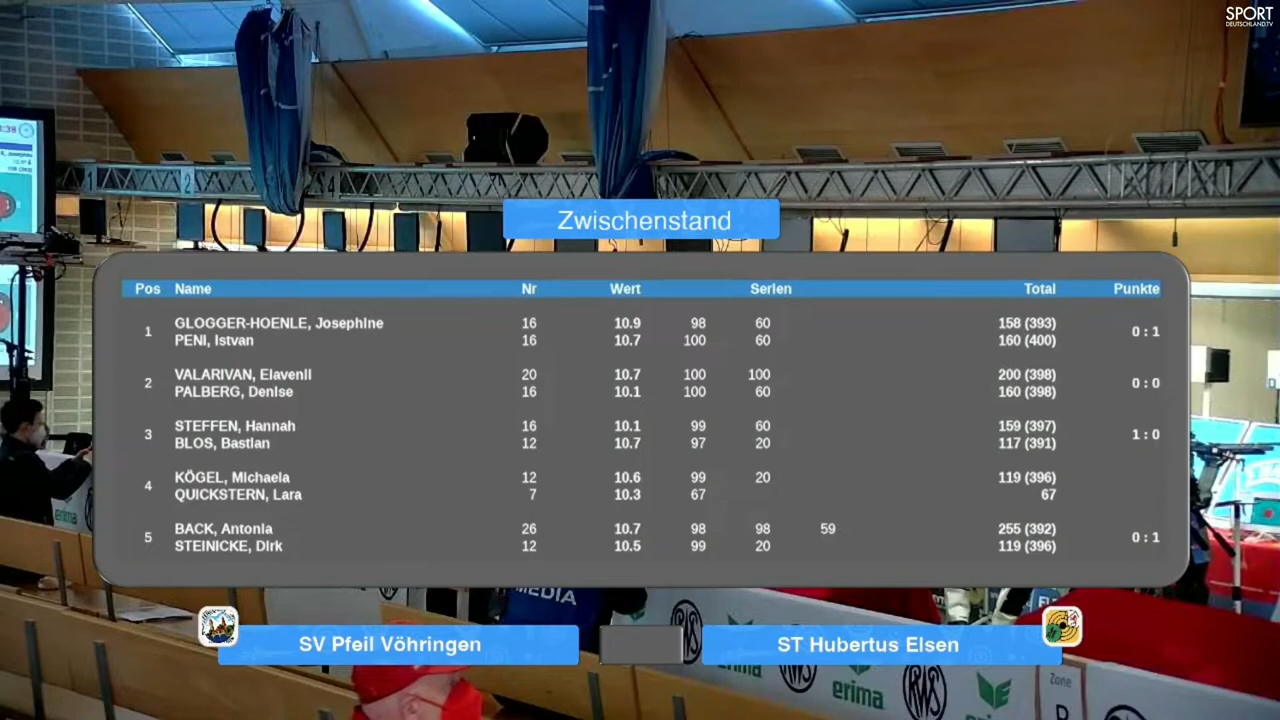 SPORT
DEUTSCHLAND.TV
Zwischenstand
Pos Name Nr Wert Serien Total Punkte
1 GLOGGER-HOENLE, Josephine 16 10.9 98 60 158 (393) 0 : 1
PENI, Istvan 16 10.7 100 60 160 (400)
2 VALARIVAN, Elavenil 20 10.7 100 100 200 (398) 0 : 0
PALBERG, Denise 16 10.1 100 60 160 (398)
3 STEFFEN, Hannah 16 10.1 99 60 159 (397) 1 : 0
BLOS, Bastian 12 10.7 97 20 117 (391)
4 KÖGEL, Michaela 12 10.6 99 20 119 (396)
QUICKSTERN, Lara 7 10.3 67 67
5 BACK, Antonia 26 10.7 98 98 59 255 (392) 0 : 1
STEINICKE, Dirk 12 10.5 99 20 119 (396)
erima
MEDIA
SV Pfeil Vöhringen
ST Hubertus Elsen
erima
RWS
erima
RWS
Zone